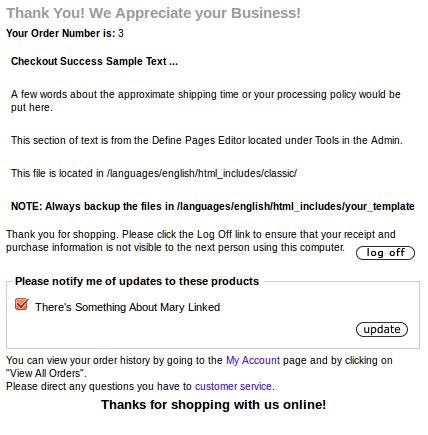 Thank You! We Appreciate your Business!
Your Order Number is: 3
Checkout Success Sample Text ...
A few words about the approximate shipping time or your processing policy would be
put here.
This section of text is from the Define Pages Editor located under Tools in the Admin.
This file is located in /languages/english/html_includes/classic/
NOTE: Always backup the files in /languages/english/html_includes/your_template
Thank you for shopping. Please click the Log Off link to ensure that your receipt and
purchase information is not visible to the next person using this computer.
log off
Please notify me of updates to these products
There's Something About Mary Linked
update
You can view your order history by going to the My Account page and by clicking on
"View All Orders".
Please direct any questions you have to customer service.
Thanks for shopping with us online!